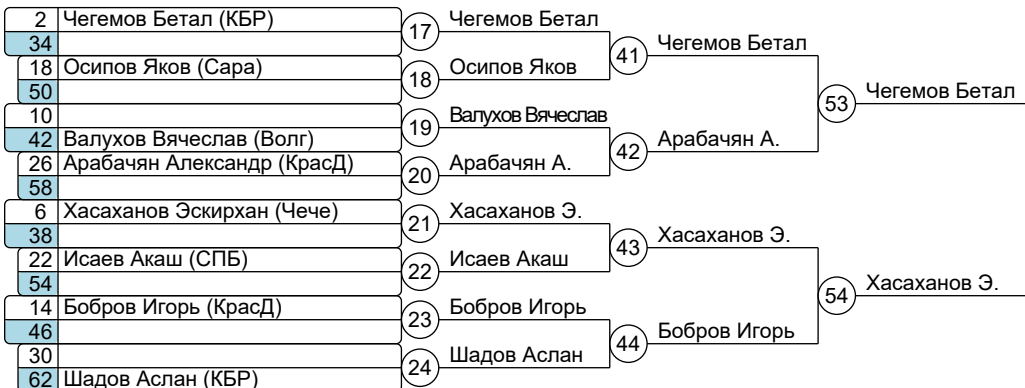 2 Чегемов Бетал (КБР)
34
17 Чегемов Бетал
18 Осипов Яков (Сара)
50
18 Осипов Яков
41 Чегемов Бетал
10
42 Валухов Вячеслав (Волг)
19 Валухов Вячеслав
26 Арабачян Александр (КрасД)
58
20 Арабачян А.
42 Арабачян А.
53 Чегемов Бетал
6 Хасаханов Эскирхан (Чече)
38
21 Хасаханов Э.
22 Исаев Акаш (СПБ)
54
22 Исаев Акаш
43 Хасаханов Э.
14 Бобров Игорь (КрасД)
46
23 Бобров Игорь
30
62 Шадов Аслан (КБР)
24 Шадов Аслан
44 Бобров Игорь
54 Хасаханов Э.